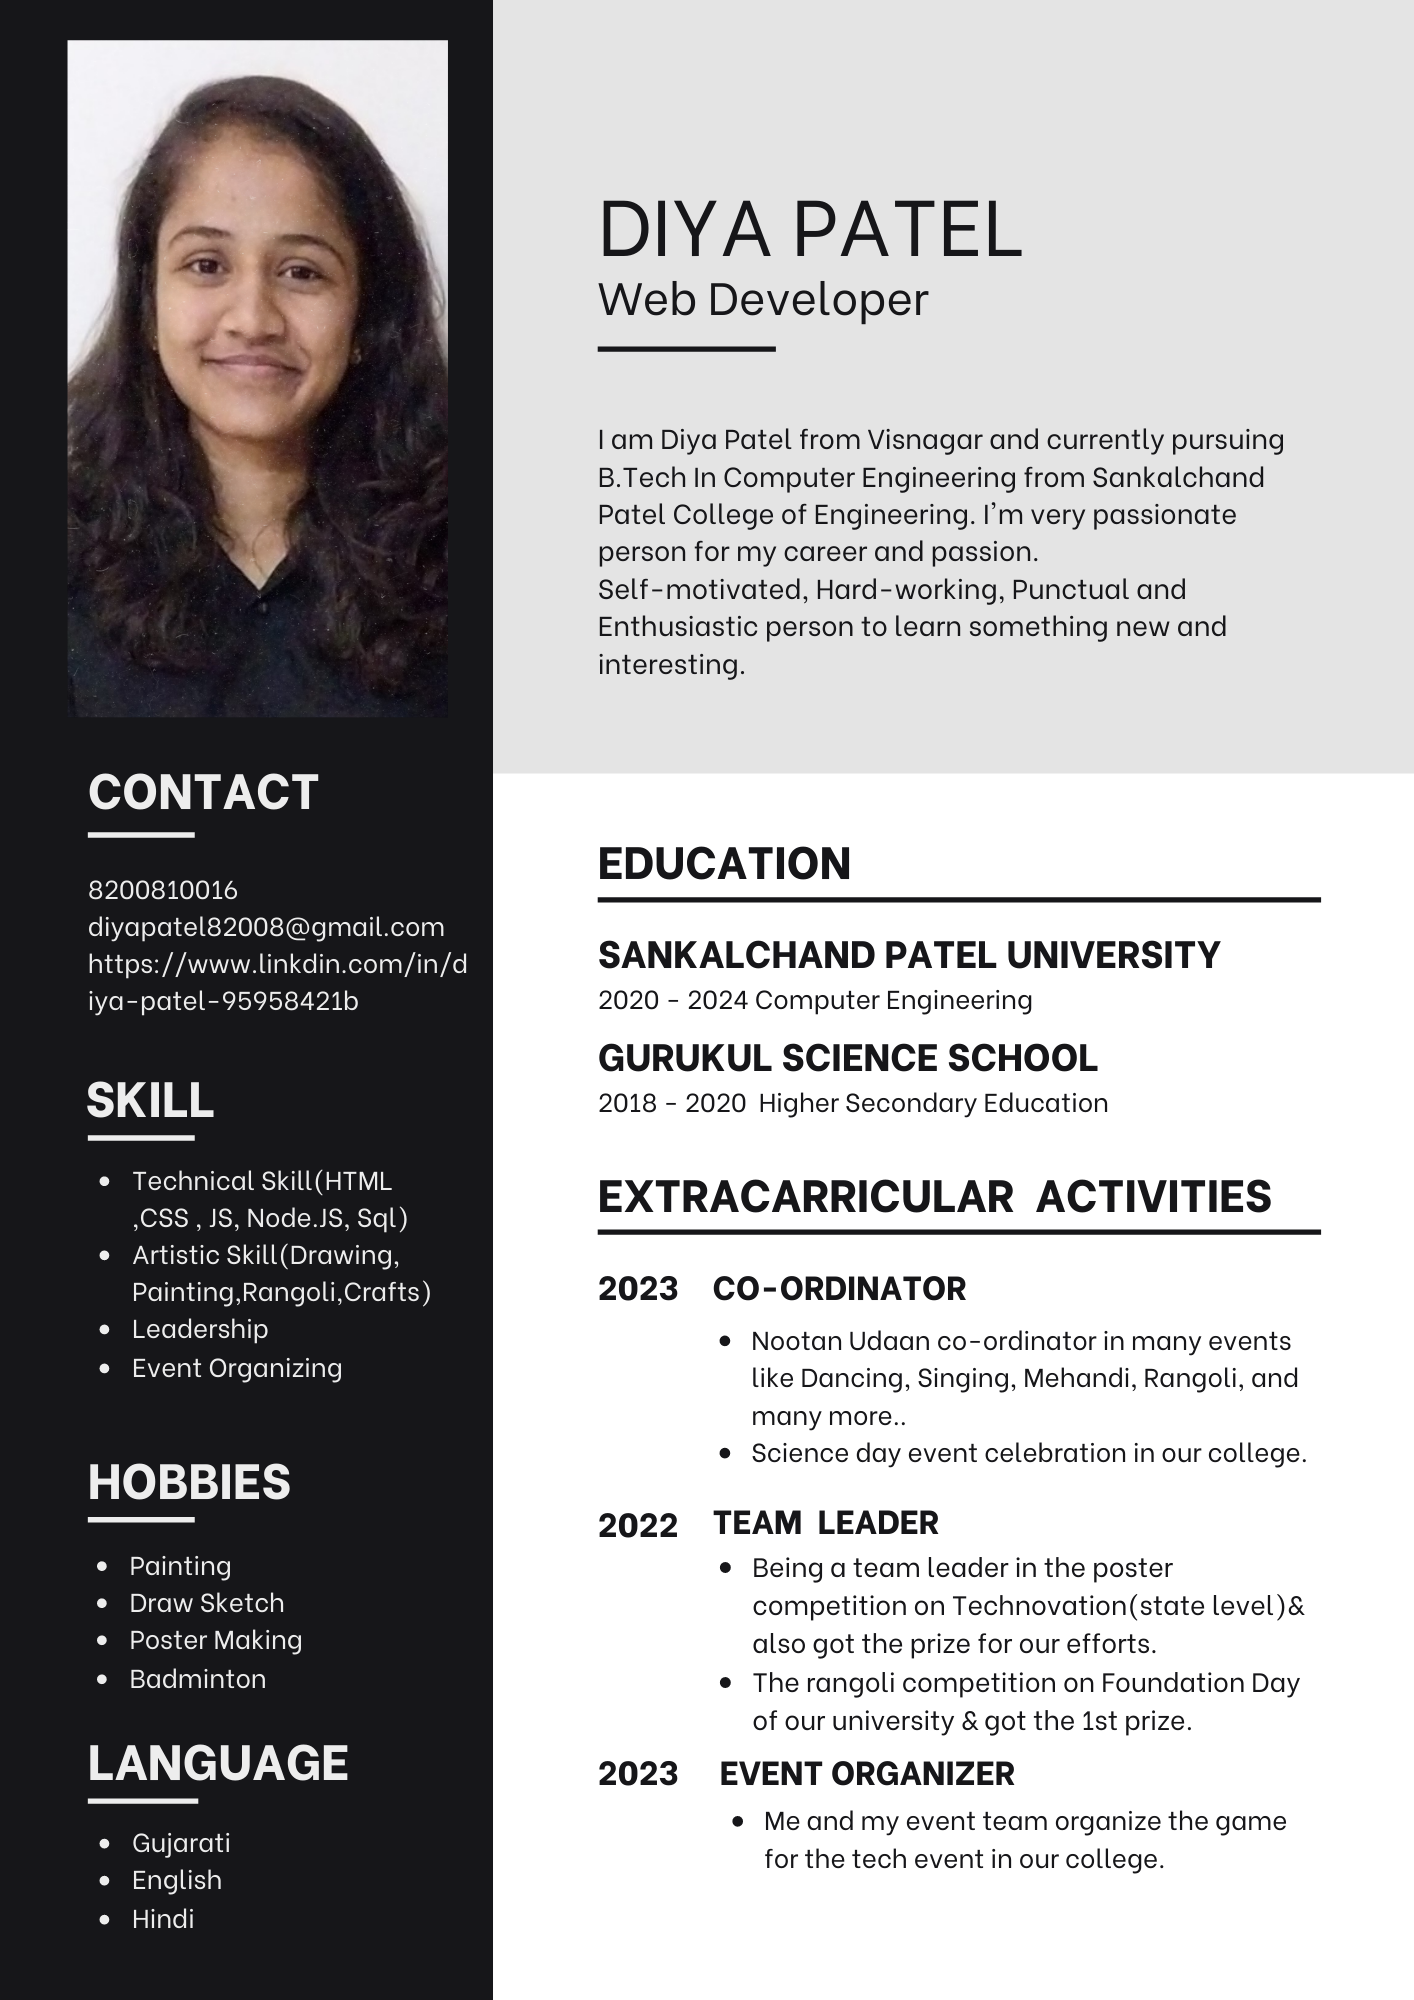 DIYA PATEL
Web Developer
I am Diya Patel from Visnagar and currently pursuing
B.Tech In Computer Engineering from Sankalchand
Patel College of Engineering. I'm very passionate
person for my career and passion.
Self-motivated, Hard-working, Punctual and
Enthusiastic person to learn something new and
interesting.
CONTACT
8200810016
diyapatel82008@gmail.com
https://www.linkdin.com/in/d
iya-patel-95958421b
SKILL
• Technical Skill(HTML
,CSS , JS, Node.JS, Sql)
• Artistic Skill(Drawing,
Painting,Rangoli,Crafts)
• Leadership
• Event Organizing
HOBBIES
• Painting
• Draw Sketch
• Poster Making
• Badminton
LANGUAGE
• Gujarati
• English
• Hindi
EDUCATION
SANKALCHAND PATEL UNIVERSITY
2020 - 2024 Computer Engineering
GURUKUL SCIENCE SCHOOL
2018 - 2020 Higher Secondary Education
EXTRACARRICULAR ACTIVITIES
2023 CO-ORDINATOR
• Nootan Udaan co-ordinator in many events
like Dancing, Singing, Mehandi, Rangoli, and
many more..
• Science day event celebration in our college.
2022 TEAM LEADER
• Being a team leader in the poster
competition on Technovation(state level)&
also got the prize for our efforts.
• The rangoli competition on Foundation Day
of our university & got the 1st prize.
2023 EVENT ORGANIZER
• Me and my event team organize the game
for the tech event in our college.